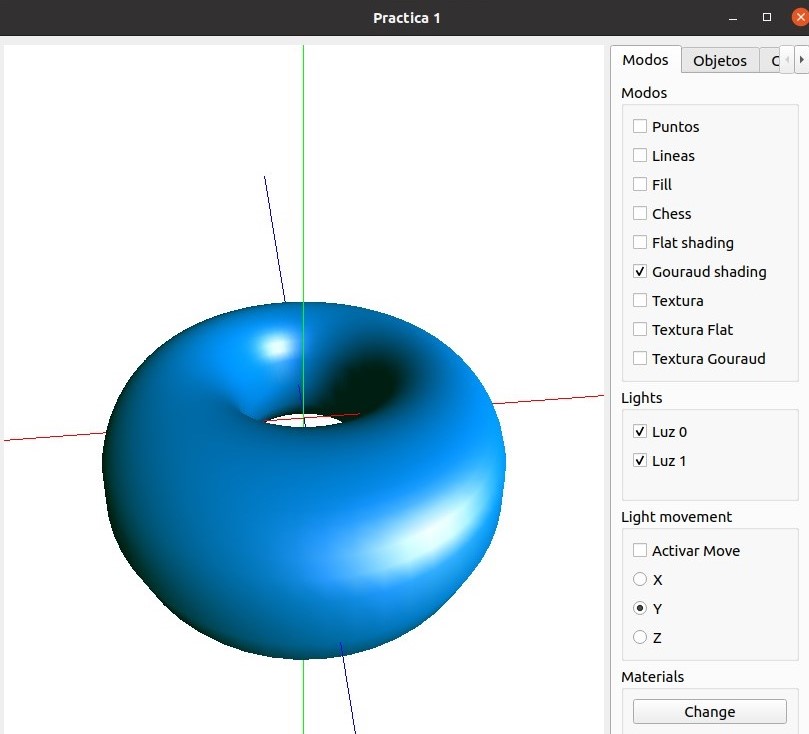 Practica 1
Modos
Objetos
Modos
Puntos
Lineas
Fill
Chess
Flat shading
Gouraud shading
Textura
Textura Flat
Textura Gouraud
Lights
Luz 0
Luz 1
Light movement
Activar Move
X
Y
Z
Materials
Change